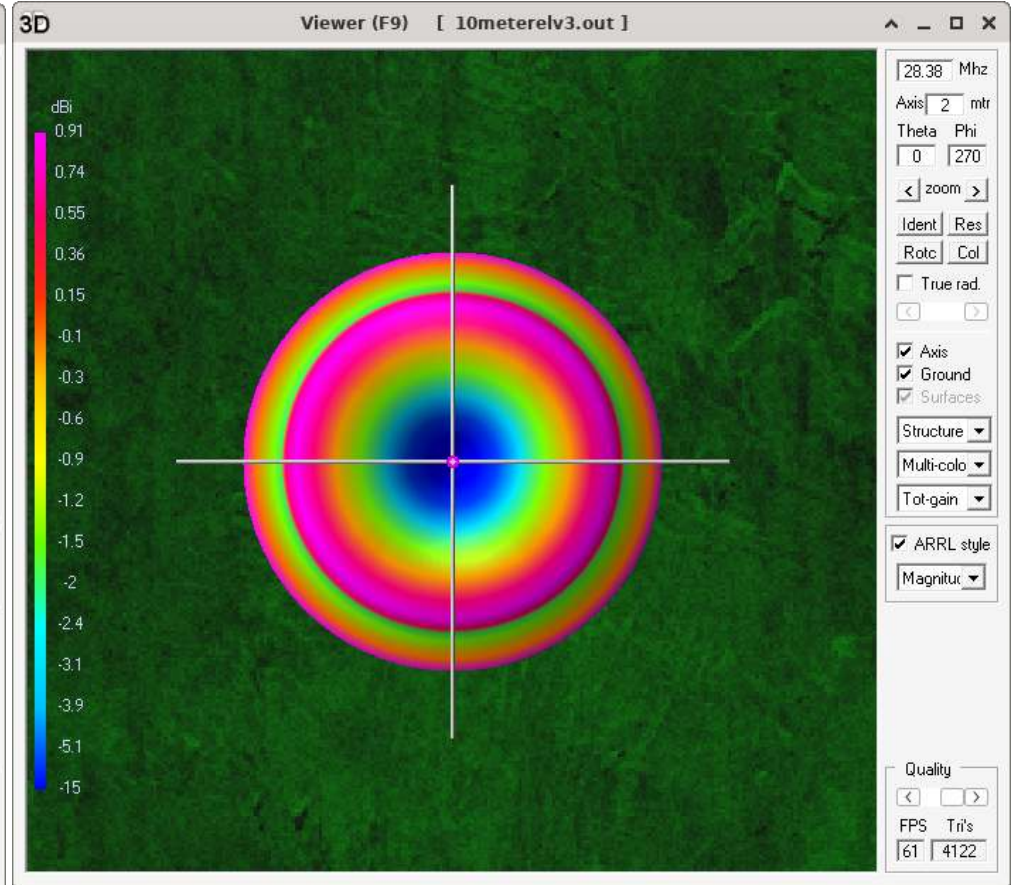 3D Viewer (F9) [ 10meterelv3.out ]
dBi
0.91
0.74
0.55
0.36
0.15
-0.1
-0.3
-0.6
-0.9
-1.2
-1.5
-2
-2.4
-3.1
-3.9
-5.1
-15
28.38 Mhz
Axis 2 mtr
Theta Phi
0 270
< zoom >
Ident Res
Rotc Col
True rad.
< >
Axis
Ground
Surfaces
Structure
Multi-colo
Tot-gain
ARRL style
Magnituc
Quality
< >
FPS Tri's
61 4122